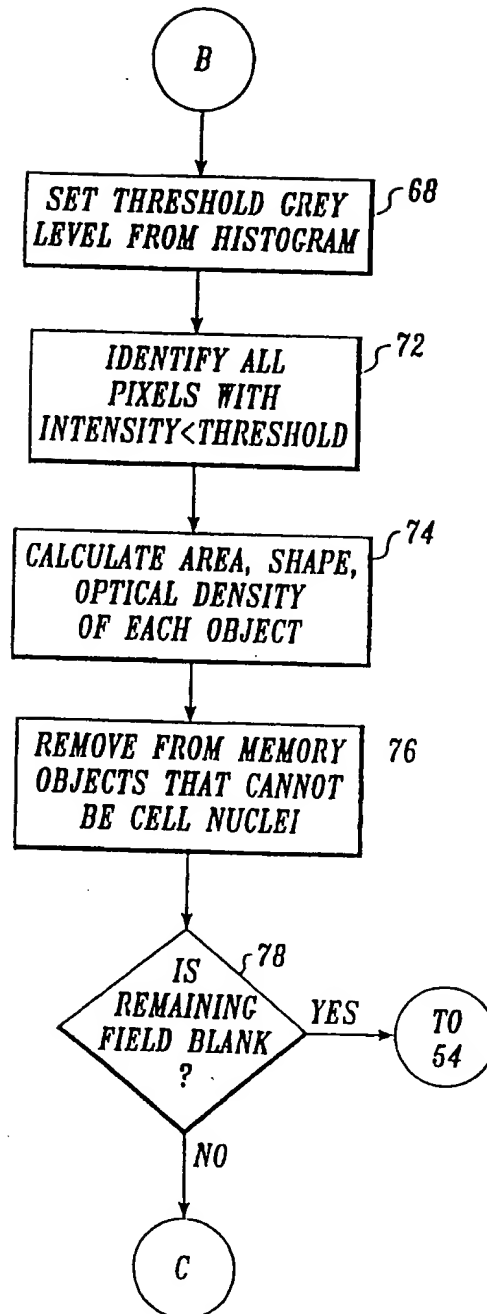 B
SET THRESHOLD GREY
LEVEL FROM HISTOGRAM
68
IDENTIFY ALL
PIXELS WITH
INTENSITY<THRESHOLD
72
CALCULATE AREA, SHAPE,
OPTICAL DENSITY
OF EACH OBJECT
74
REMOVE FROM MEMORY
OBJECTS THAT CANNOT
BE CELL NUCLEI
76
IS
REMAINING
FIELD BLANK
?
78
YES
TO
54
NO
C